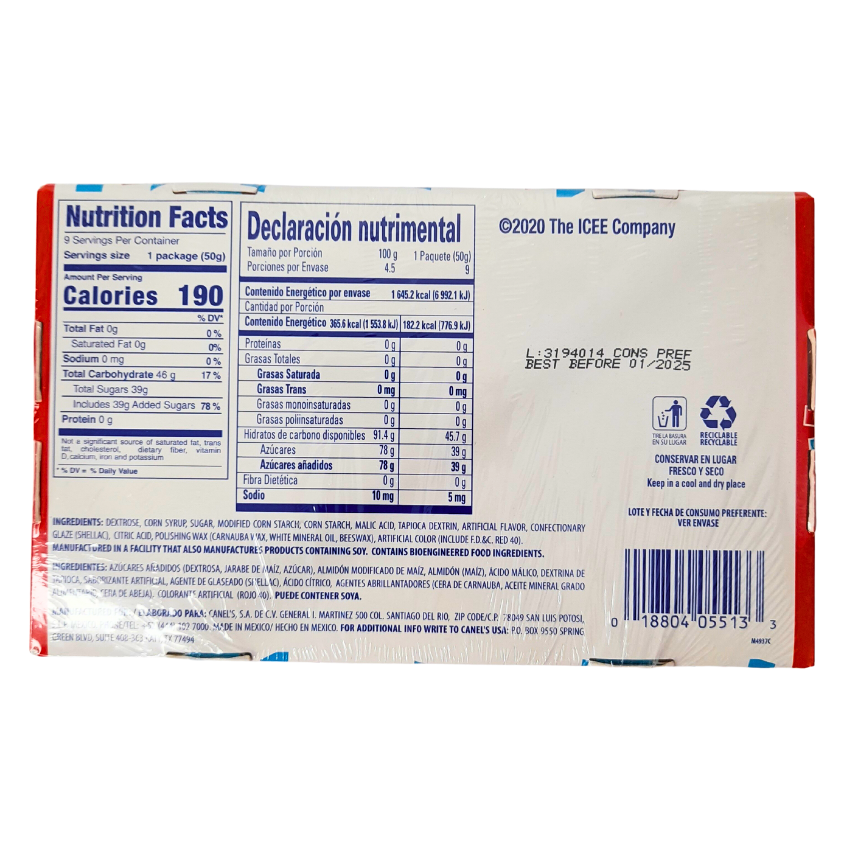 Nutrition Facts
9 Servings Per Container
Servings size 1 package (50g)
Amount Per Serving
Calories 190
% DV*
Total Fat 0g 0%
Saturated Fat 0g 0%
Sodium 0 mg 0%
Total Carbohydrate 46 g 17%
Total Sugars 39g
Includes 39g Added Sugars 78%
Protein 0 g
Not a significant source of saturated fat, trans
fat, cholesterol, dietary fiber, vitamin
D, calcium, iron and potassium
* % DV = % Daily Value
Declaración nutrimental
Tamaño por Porción 100 g 1 Paquete (50g)
Porciones por Envase 4.5 9
Contenido Energético por envase 1 645.2 kcal (6 992.1 kJ)
Cantidad por Porción
Contenido Energético 365.6 kcal (1 553.8 kJ) 182.2 kcal (776.9 kJ)
Proteínas 0 g 0 g
Grasas Totales 0 g 0 g
Grasas Saturada 0 g 0 g
Grasas Trans 0 mg 0 mg
Grasas monoinsaturadas 0 g 0 g
Grasas poliinsaturadas 0 g 0 g
Hidratos de carbono disponibles 91.4 g 45.7 g
Azúcares 78 g 39 g
Azúcares añadidos 78 g 39 g
Fibra Dietética 0 g 0 g
Sodio 10 mg 5 mg
©2020 The ICEE Company
L:3194014 CONS PREF
BEST BEFORE 01/2025
TIRE LA BASURA
EN SU LUGAR
RECICLABLE
RECYCLABLE
CONSERVAR EN LUGAR
FRESCO Y SECO
Keep in a cool and dry place
LOTE Y FECHA DE CONSUMO PREFERENTE:
VER ENVASE
0 18804 05513 3
M4937C
INGREDIENTS: DEXTROSE, CORN SYRUP, SUGAR, MODIFIED CORN STARCH, CORN STARCH, MALIC ACID, TAPIOCA DEXTRIN, ARTIFICIAL FLAVOR, CONFECTIONARY
GLAZE (SHELLAC), CITRIC ACID, POLISHING WAX (CARNAUBA WAX, WHITE MINERAL OIL, BEESWAX), ARTIFICIAL COLOR (INCLUDE F.D.&C. RED 40).
MANUFACTURED IN A FACILITY THAT ALSO MANUFACTURES PRODUCTS CONTAINING SOY. CONTAINS BIOENGINEERED FOOD INGREDIENTS.
INGREDIENTES: AZÚCARES AÑADIDOS (DEXTROSA, JARABE DE MAÍZ, AZÚCAR), ALMIDÓN MODIFICADO DE MAÍZ, ALMIDÓN (MAÍZ), ÁCIDO MÁLICO, DEXTRINA DE
TAPIOCA, SABORIZANTE ARTIFICIAL, AGENTE DE GLASEADO (SHELLAC), ÁCIDO CÍTRICO, AGENTES ABRILLANTADORES (CERA DE CARNAUBA, ACEITE MINERAL GRADO
CERA DE ABEJA), COLORANTE ARTIFICIAL (ROJO 40). PUEDE CONTENER SOYA.
ELABORADO PARA: CANEL'S, S.A. DE C.V. GENERAL I. MARTINEZ 500 COL. SANTIAGO DEL RIO, ZIP CODE/C.P. 78049 SAN LUIS POTOSI,
7000. MADE IN MEXICO/ HECHO EN MEXICO. FOR ADDITIONAL INFO WRITE TO CANEL'S USA: P.O. BOX 9550 SPRING
GREEN BLVD, SUITE 408-363 TX 77494